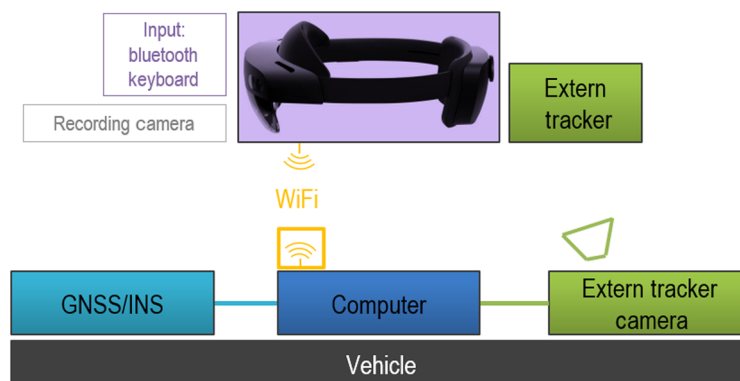 Input:
bluetooth
keyboard
Recording camera
Extern
tracker
WiFi
GNSS/INS
Computer
Extern tracker
camera
Vehicle